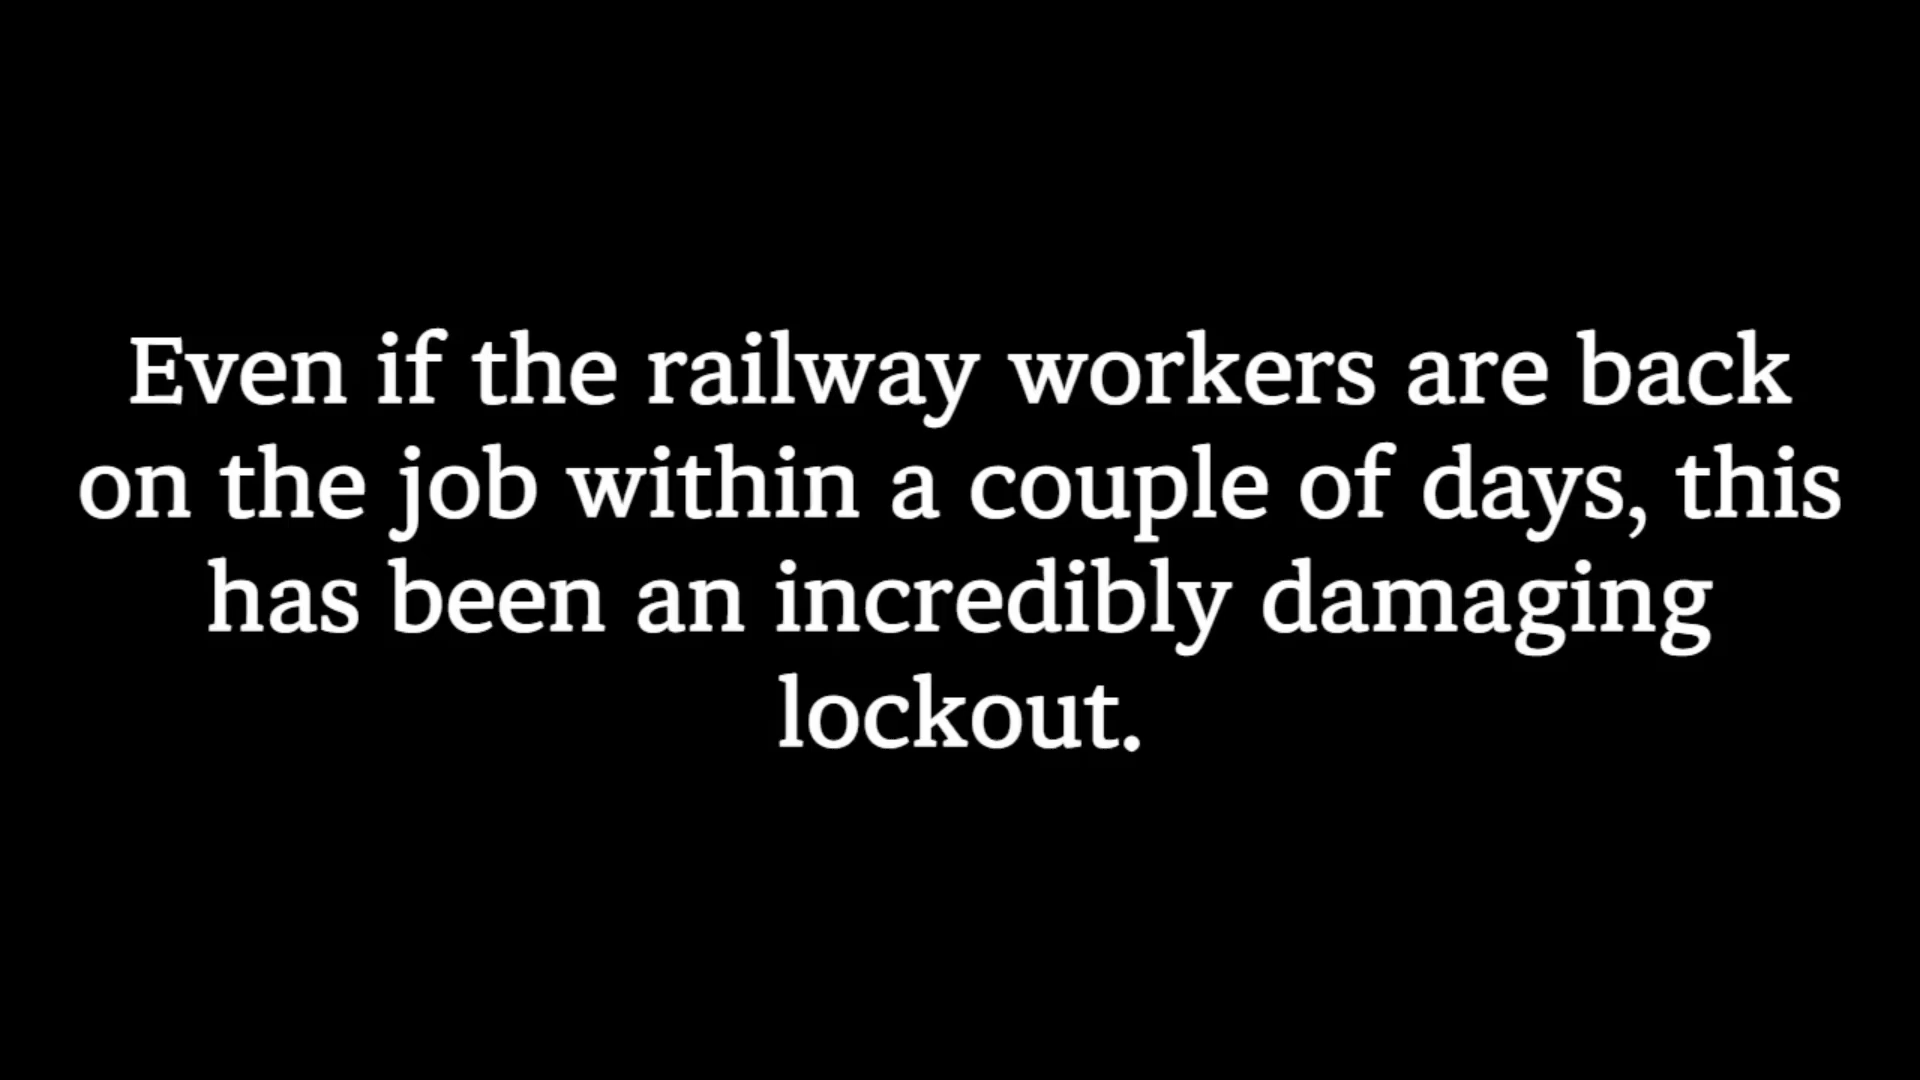 Even if the railway workers are back
on the job within a couple of days, this
has been an incredibly damaging
lockout.